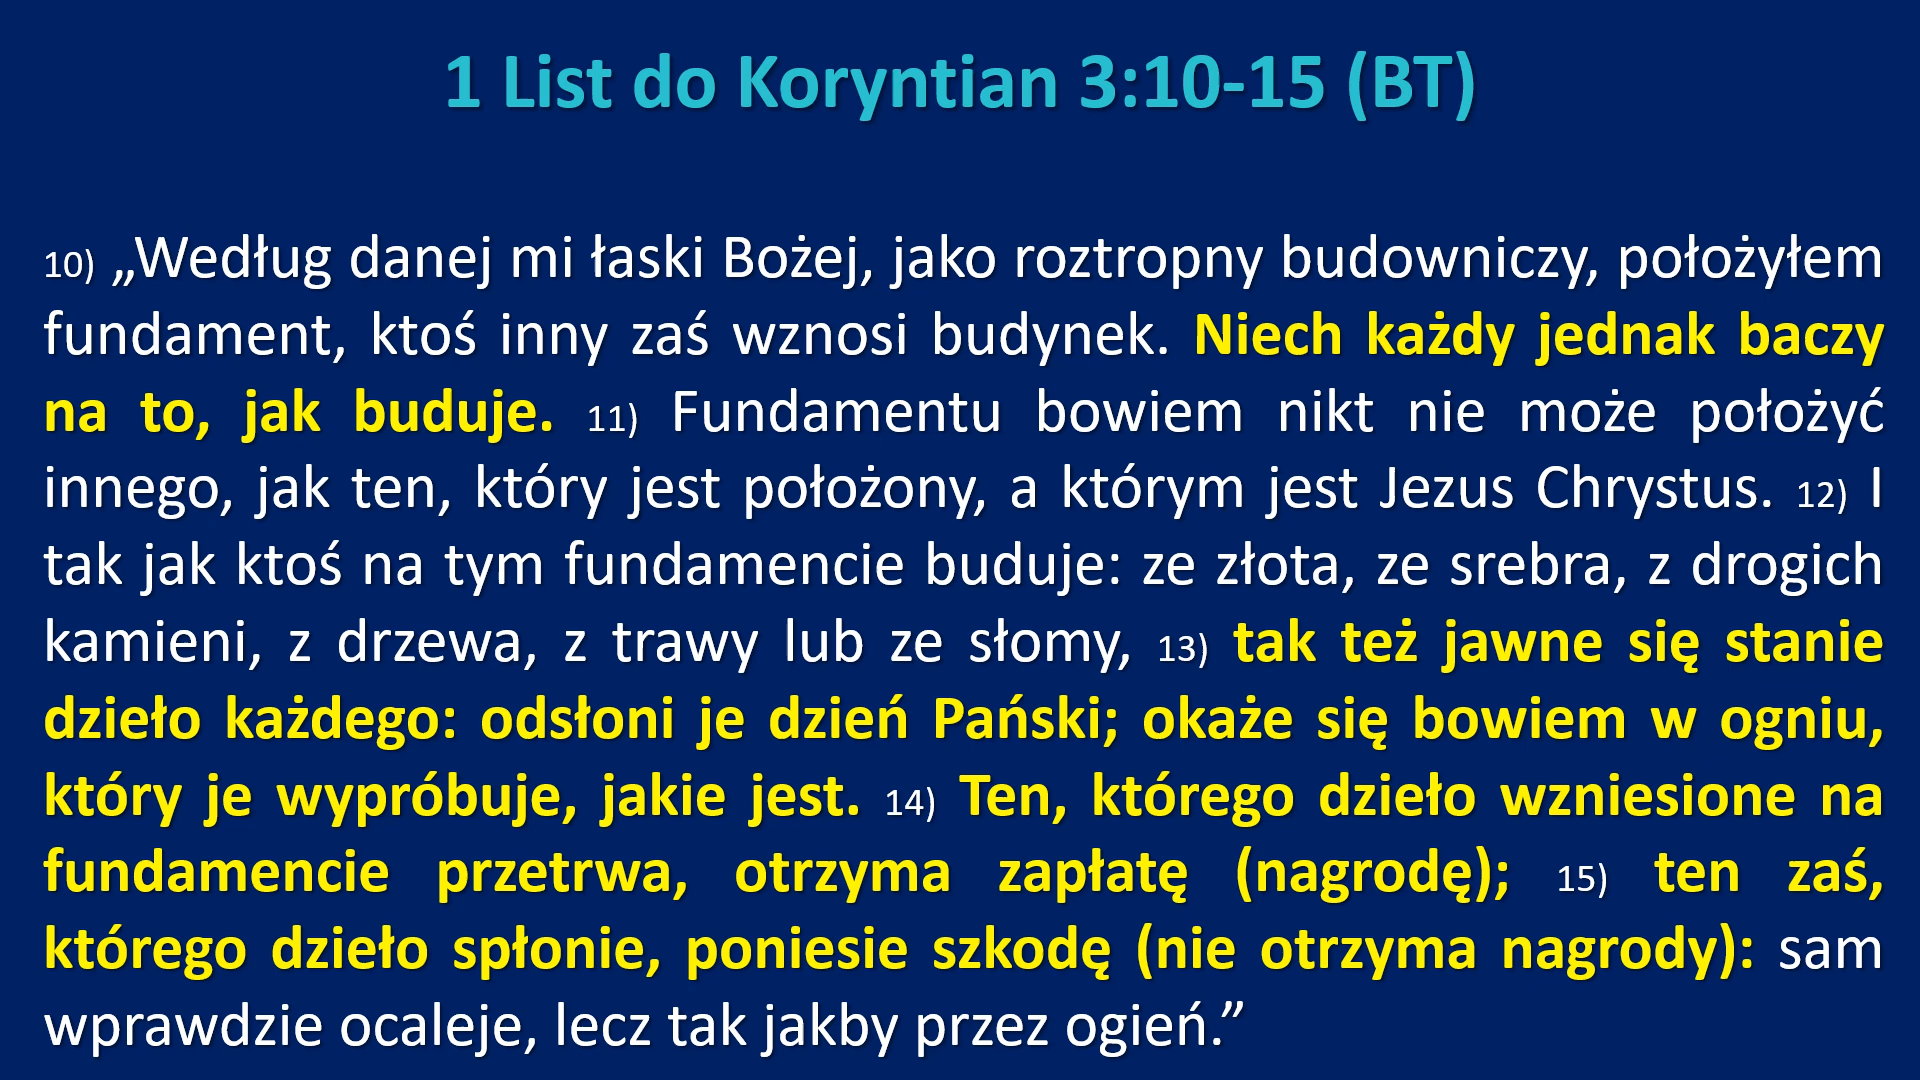 1 List do Koryntian 3:10-15 (BT)
10) „Według danej mi łaski Bożej, jako roztropny budowniczy, położyłem
fundament, ktoś inny zaś wznosi budynek. Niech każdy jednak baczy
na to, jak buduje. 11) Fundamentu bowiem nikt nie może położyć
innego, jak ten, który jest położony, a którym jest Jezus Chrystus. 12) I
tak jak ktoś na tym fundamencie buduje: ze złota, ze srebra, z drogich
kamieni, z drzewa, z trawy lub ze słomy, 13) tak też jawne się stanie
dzieło każdego: odsłoni je dzień Pański; okaże się bowiem w ogniu,
który je wypróbuje, jakie jest. 14) Ten, którego dzieło wzniesione na
fundamencie przetrwa, otrzyma zapłatę (nagrodę); 15) ten zaś,
którego dzieło spłonie, poniesie szkodę (nie otrzyma nagrody): sam
wprawdzie ocaleje, lecz tak jakby przez ogień.”